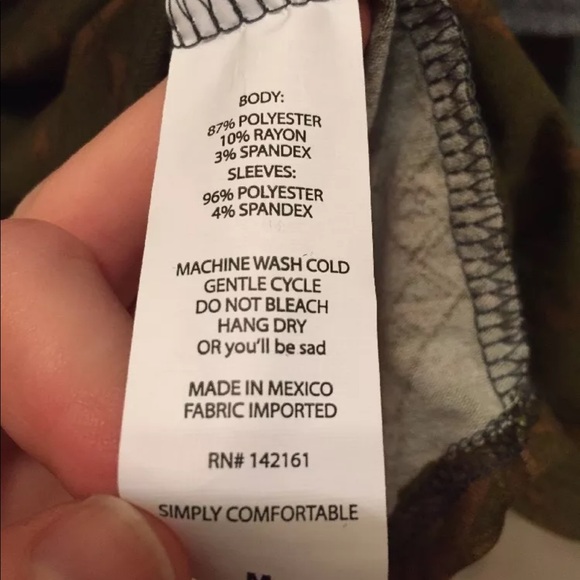 BODY:
87% POLYESTER
10% RAYON
3% SPANDEX
SLEEVES:
96% POLYESTER
4% SPANDEX
MACHINE WASH COLD
GENTLE CYCLE
DO NOT BLEACH
HANG DRY
OR you'll be sad
MADE IN MEXICO
FABRIC IMPORTED
RN# 142161
SIMPLY COMFORTABLE
M